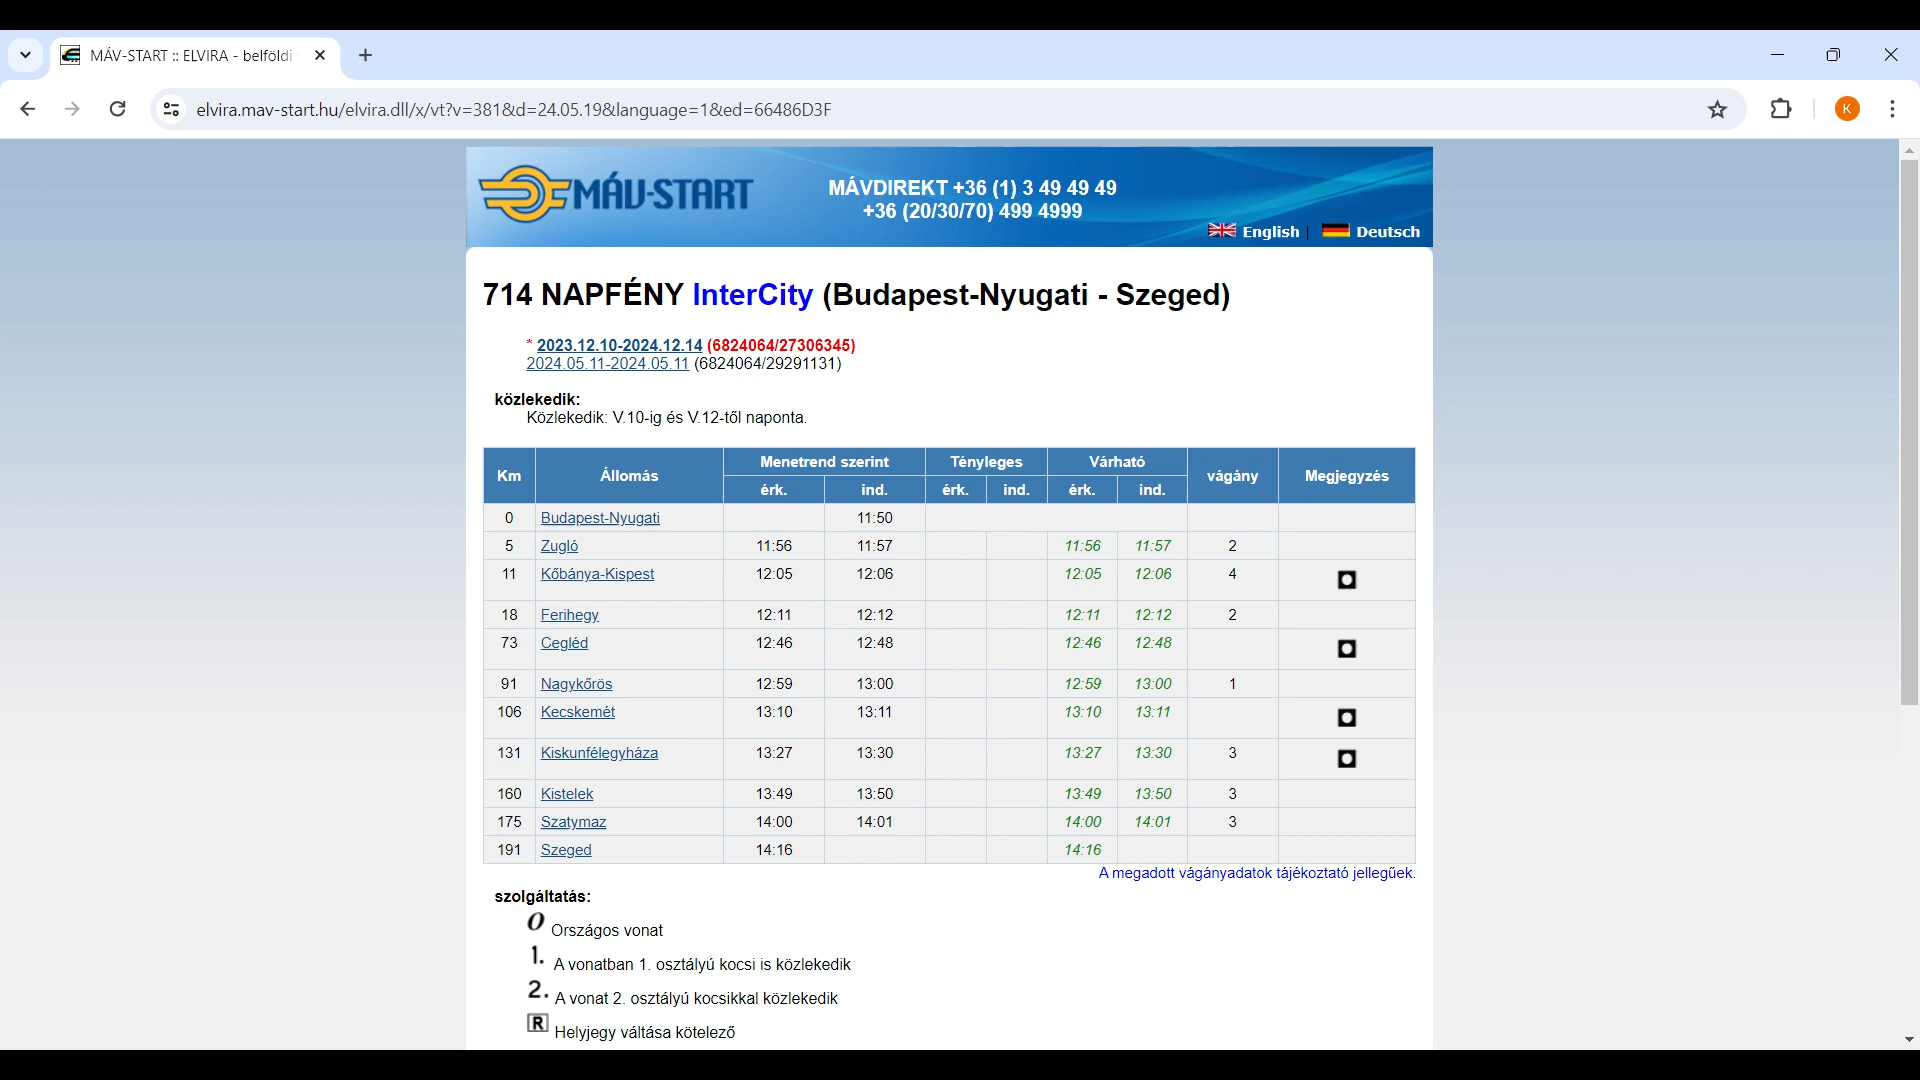 MÁV-START :: ELVIRA - belföldi
elvira.mav-start.hu/elvira.dll/x/vt?v=381&d=24.05.19&language=1&ed=66486D3F
K
MÁV-START
MÁVDIREKT +36 (1) 3 49 49 49
+36 (20/30/70) 499 4999
English | Deutsch
714 NAPFÉNY InterCity (Budapest-Nyugati - Szeged)
* 2023.12.10-2024.12.14 (6824064/27306345)
2024.05.11-2024.05.11 (6824064/29291131)
közlekedik:
Közlekedik: V.10-ig és V.12-től naponta.
Km Állomás Menetrend szerint Tényleges Várható vágány Megjegyzés
érk. ind. érk. ind. érk. ind.
0 Budapest-Nyugati 11:50
5 Zugló 11:56 11:57 11:56 11:57 2
11 Kőbánya-Kispest 12:05 12:06 12:05 12:06 4
18 Ferihegy 12:11 12:12 12:11 12:12 2
73 Cegléd 12:46 12:48 12:46 12:48
91 Nagykőrös 12:59 13:00 12:59 13:00 1
106 Kecskemét 13:10 13:11 13:10 13:11
131 Kiskunfélegyháza 13:27 13:30 13:27 13:30 3
160 Kistelek 13:49 13:50 13:49 13:50 3
175 Szatymaz 14:00 14:01 14:00 14:01 3
191 Szeged 14:16 14:16
A megadott vágányadatok tájékoztató jellegűek.
szolgáltatás:
O Országos vonat
1. A vonatban 1. osztályú kocsi is közlekedik
2. A vonat 2. osztályú kocsikkal közlekedik
R Helyjegy váltása kötelező